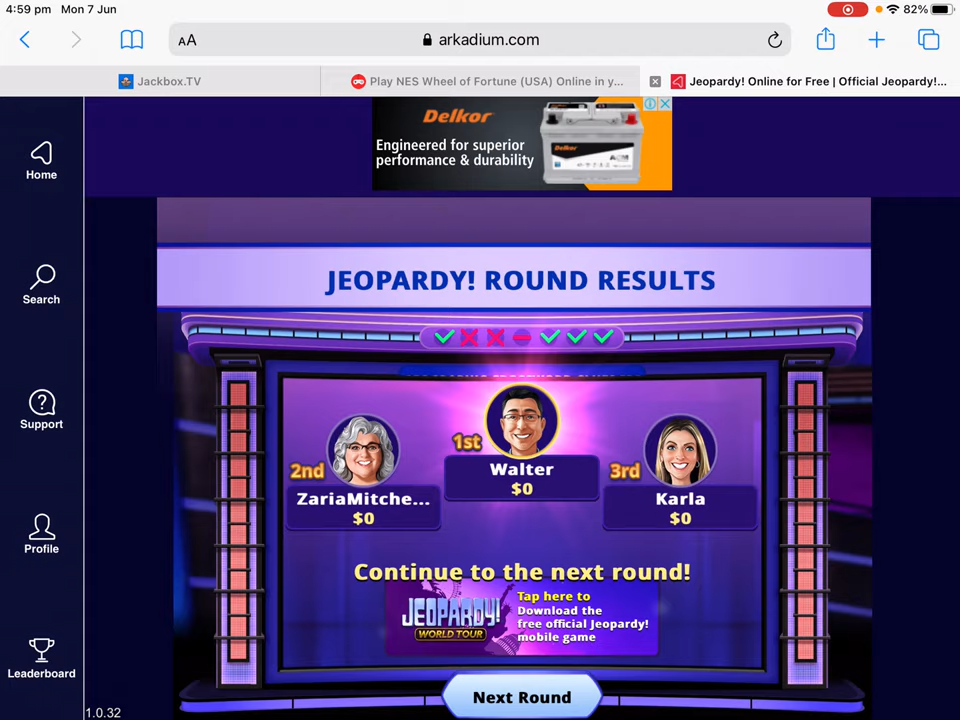 4:59 pm Mon 7 Jun
82%
AA
arkadium.com
Jackbox.TV
Play NES Wheel of Fortune (USA) Online in y...
Jeopardy! Online for Free | Official Jeopardy!...
Home
Search
Support
Profile
Leaderboard
Delkor
Engineered for superior
performance & durability
Delkor
JEOPARDY! ROUND RESULTS
1st
Walter
$0
2nd
ZariaMitche...
$0
3rd
Karla
$0
Continue to the next round!
JEOPARDY!
WORLD TOUR
Tap here to
Download the
free official Jeopardy!
mobile game
Next Round
1.0.32